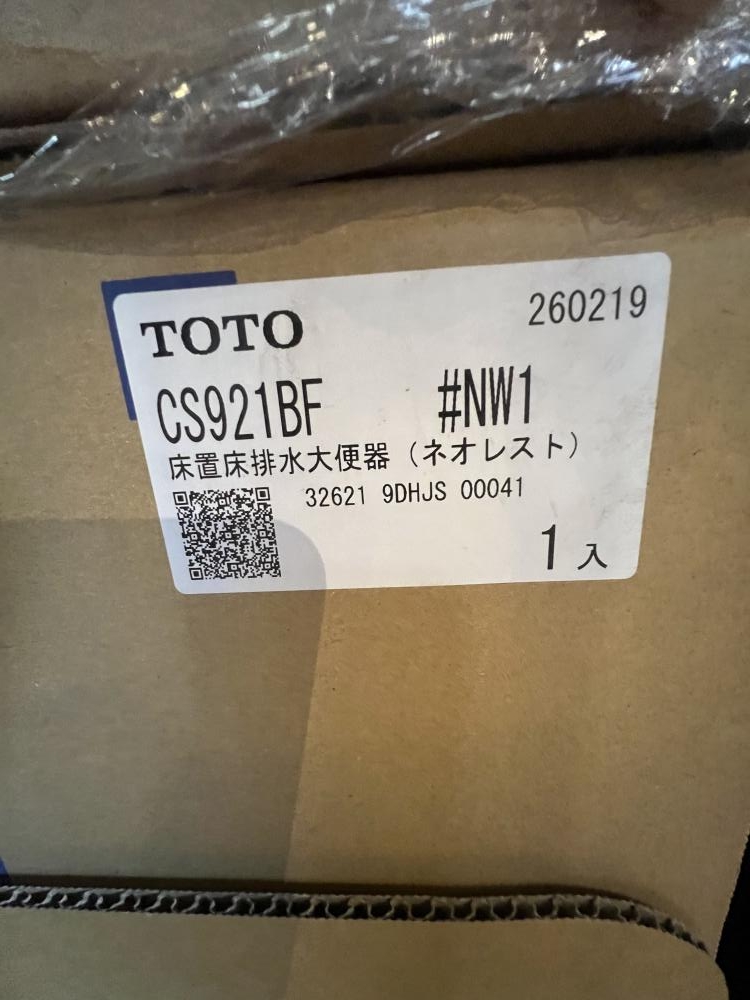 TOTO
260219
CS921BF #NW1
床置床排水大便器（ネオレスト）
32621 9DHJS 00041
1入